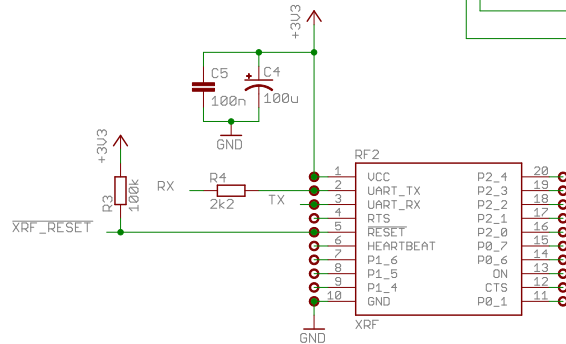 +3V3
C5
C4
+
100n
100u
GND
+3V3
R3
100k
RX
R4
2k2
TX
XRF_RESET
RF2
1 VCC P2_4 20
2 UART_TX P2_3 19
3 UART_RX P2_2 18
4 RTS P2_1 17
5 RESET P2_0 16
6 HEARTBEAT P0_7 15
7 P1_6 P0_6 14
8 P1_5 ON 13
9 P1_4 CTS 12
10 GND P0_1 11
XRF
GND